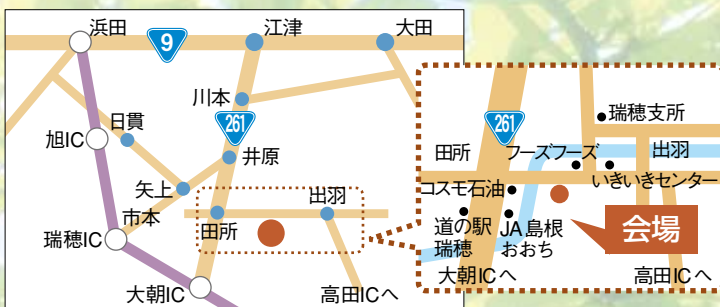 浜田
9
江津
大田
川本
261
旭IC
日貫
井原
矢上
市本
出羽
田所
瑞穂IC
大朝IC
高田ICへ
瑞穂支所
261
田所
フーズフーズ
出羽
コスモ石油
いきいきセンター
道の駅
瑞穂
JA島根
おおち
会場
大朝ICへ
高田ICへ